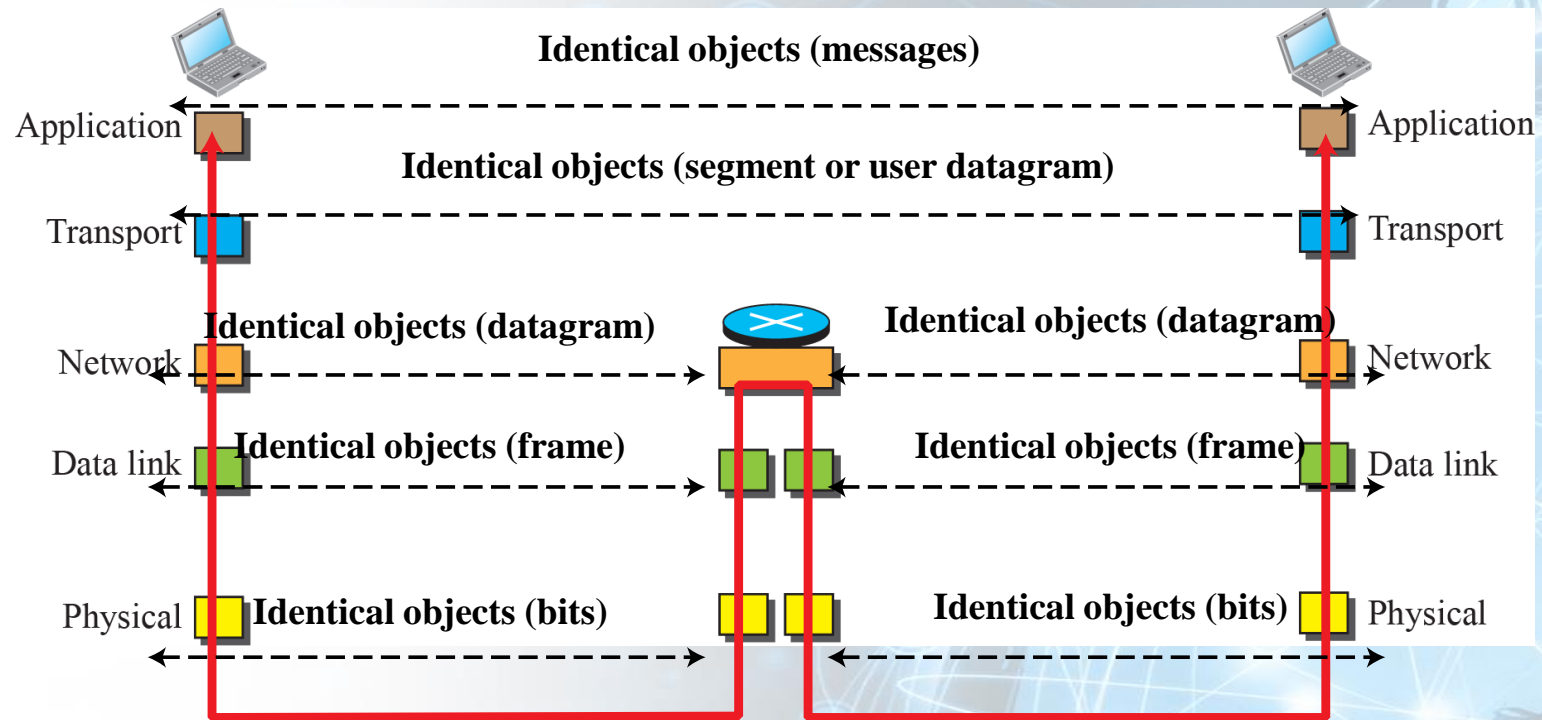 Identical objects (messages)
Application
Application
Identical objects (segment or user datagram)
Transport
Transport
Identical objects (datagram)
Identical objects (datagram)
Network
Network
Identical objects (frame)
Identical objects (frame)
Data link
Data link
Identical objects (bits)
Identical objects (bits)
Physical
Physical